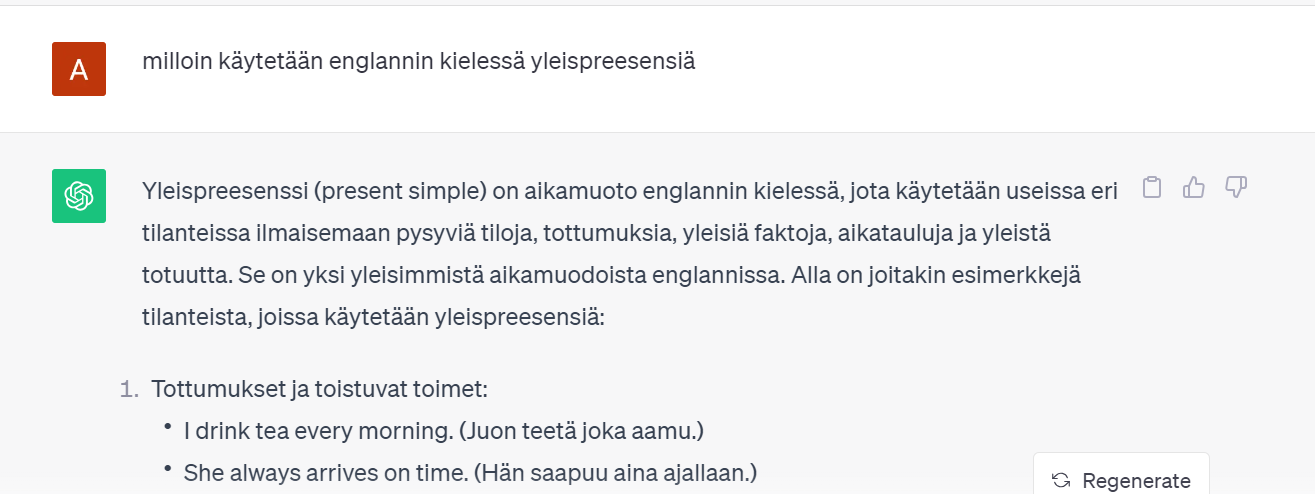 A
milloin käytetään englannin kielessä yleispreesensiä
Yleispreesenssi (present simple) on aikamuoto englannin kielessä, jota käytetään useissa eri
tilanteissa ilmaisemaan pysyviä tiloja, tottumuksia, yleisiä faktoja, aikatauluja ja yleistä
totuutta. Se on yksi yleisimmistä aikamuodoista englannissa. Alla on joitakin esimerkkejä
tilanteista, joissa käytetään yleispreesensiä:
1. Tottumukset ja toistuvat toimet:
• I drink tea every morning. (Juon teetä joka aamu.)
• She always arrives on time. (Hän saapuu aina ajallaan.)
Regenerate